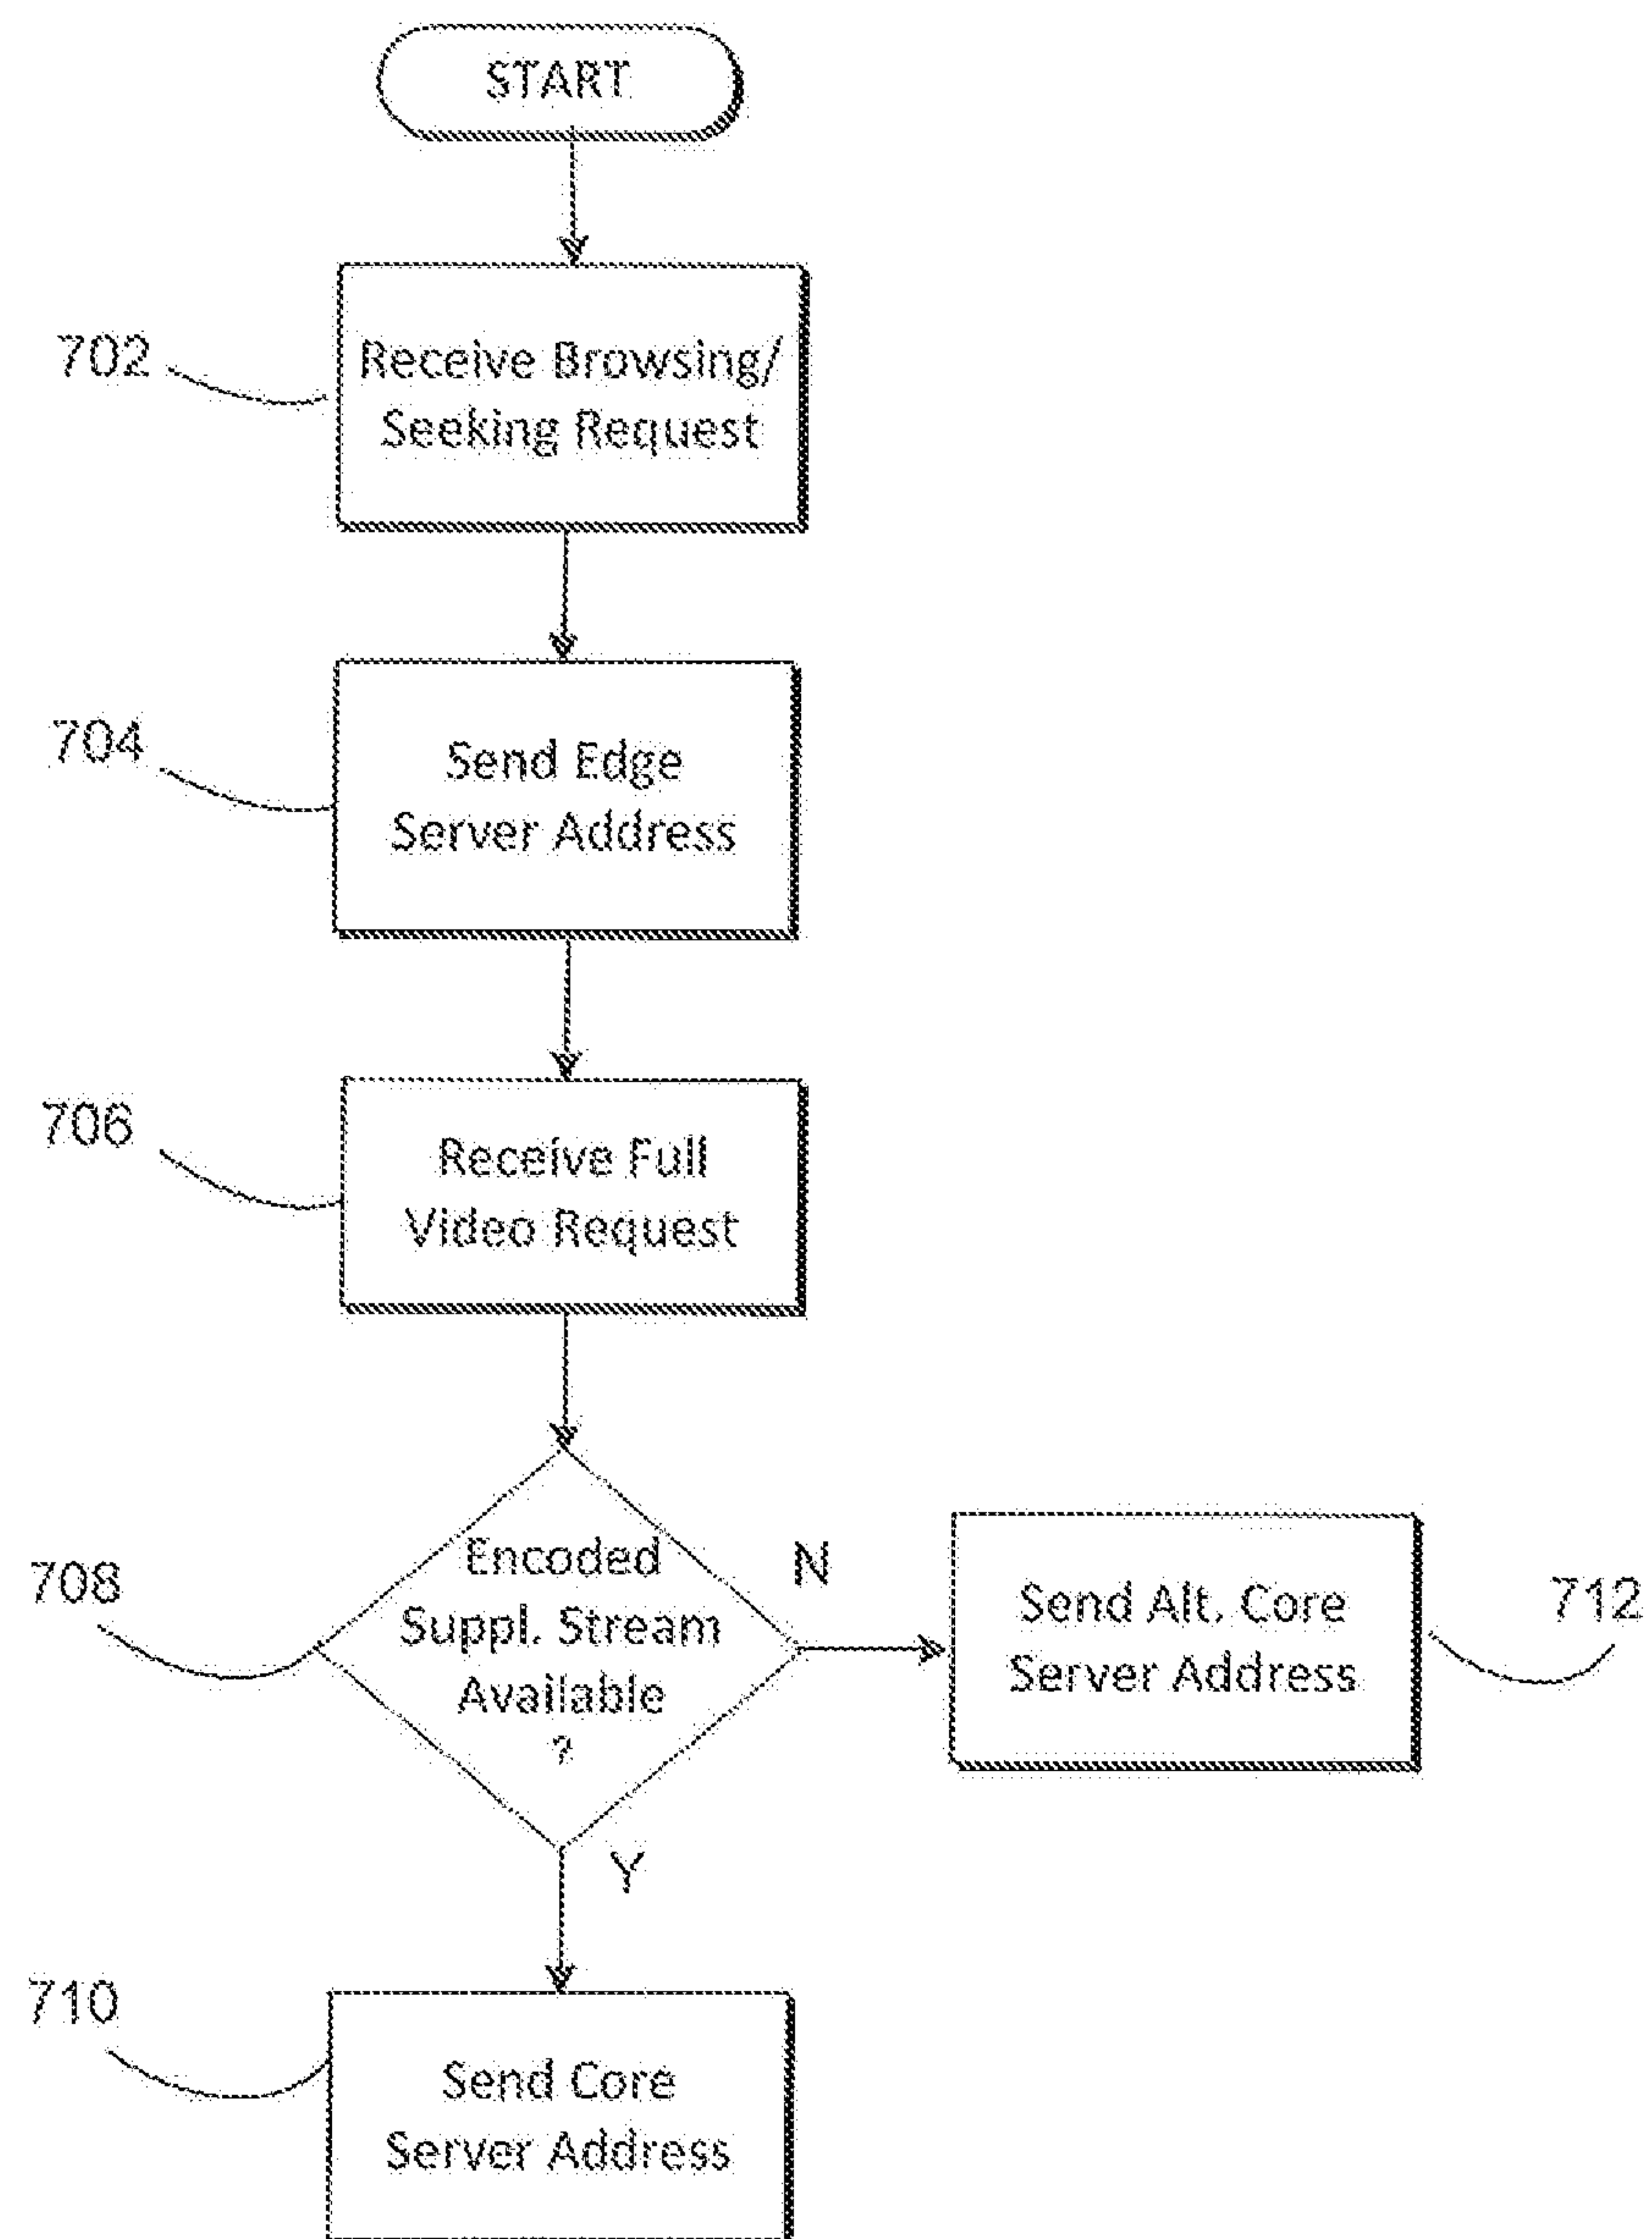 START
702
Receive Browsing/
Seeking Request
704
Send Edge
Server Address
706
Receive Full
Video Request
708
Encoded
Suppl. Stream
Available
?
N
Send Alt. Core
Server Address
712
Y
710
Send Core
Server Address